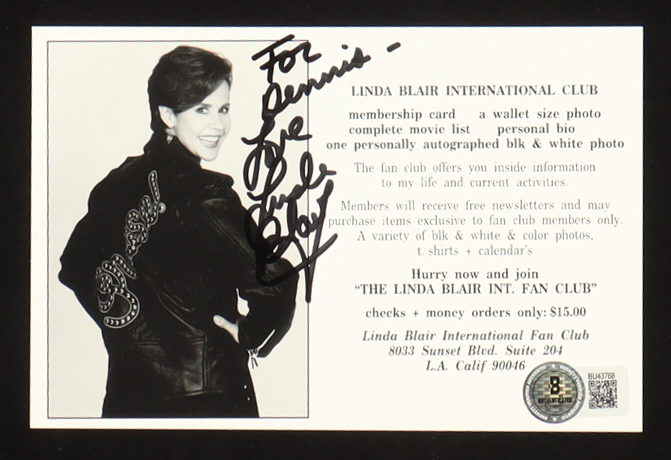 For
Dennis -
Love
Linda
Blair
LINDA BLAIR INTERNATIONAL CLUB
membership card a wallet size photo
complete movie list personal bio
one personally autographed blk & white photo
The fan club offers you inside information
to my life and current activities.
Members will receive free newsletters and may
purchase items exclusive to fan club members only.
A variety of blk & white & color photos,
t. shirts + calendar's
Hurry now and join
"THE LINDA BLAIR INT. FAN CLUB"
checks + money orders only: $15.00
Linda Blair International Fan Club
8033 Sunset Blvd. Suite 204
L.A. Calif 90046
B
BU43768